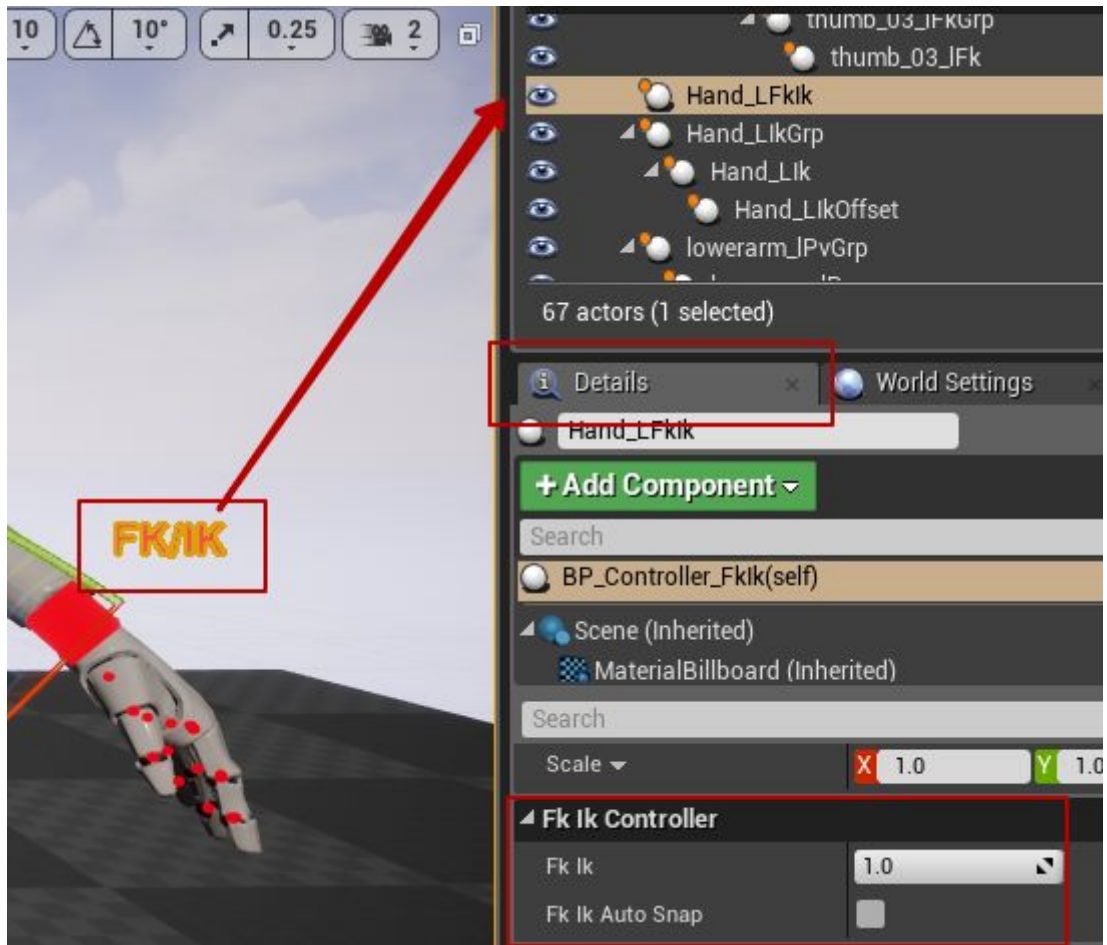 10 10° 0.25 2
thumb_03_lFkGrp
thumb_03_lFk
Hand_LFkIk
Hand_LIkGrp
Hand_LIk
Hand_LIkOffset
lowerarm_lPvGrp
67 actors (1 selected)
Details × World Settings ×
Hand_LFkIk
+ Add Component
Search
BP_Controller_FkIk(self)
Scene (Inherited)
MaterialBillboard (Inherited)
Search
Scale X 1.0 Y 1.0
Fk Ik Controller
Fk Ik 1.0
Fk Ik Auto Snap
FK/IK